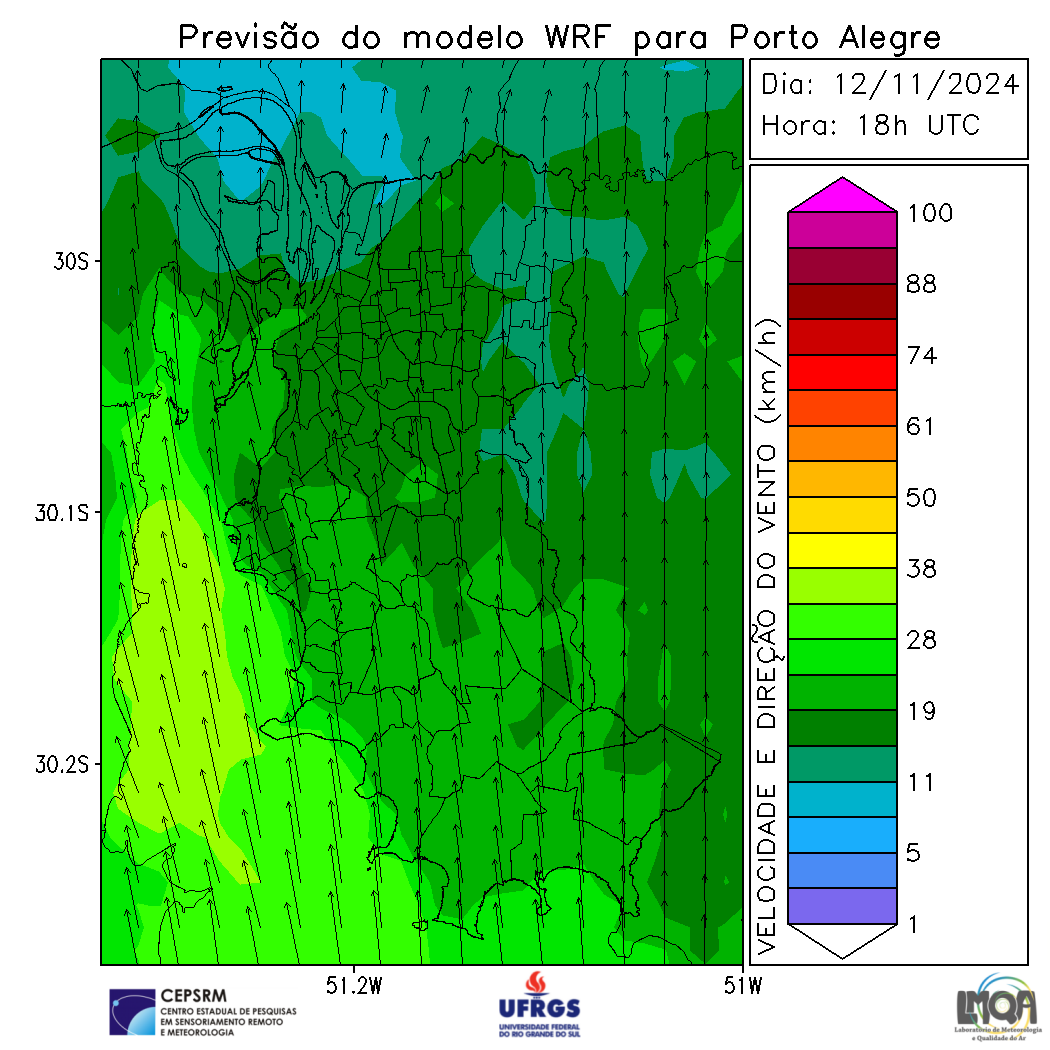 Previsão do modelo WRF para Porto Alegre
Dia: 12/11/2024
Hora: 18h UTC
30S
30.1S
30.2S
51.2W
51W
VELOCIDADE E DIREÇÃO DO VENTO (km/h)
100
88
74
61
50
38
28
19
11
5
1
CEPSRM
CENTRO ESTADUAL DE PESQUISAS
EM SENSORIAMENTO REMOTO
E METEOROLOGIA
UFRGS
UNIVERSIDADE FEDERAL
DO RIO GRANDE DO SUL
LMQA
Laboratório de Meteorologia
e Qualidade do Ar